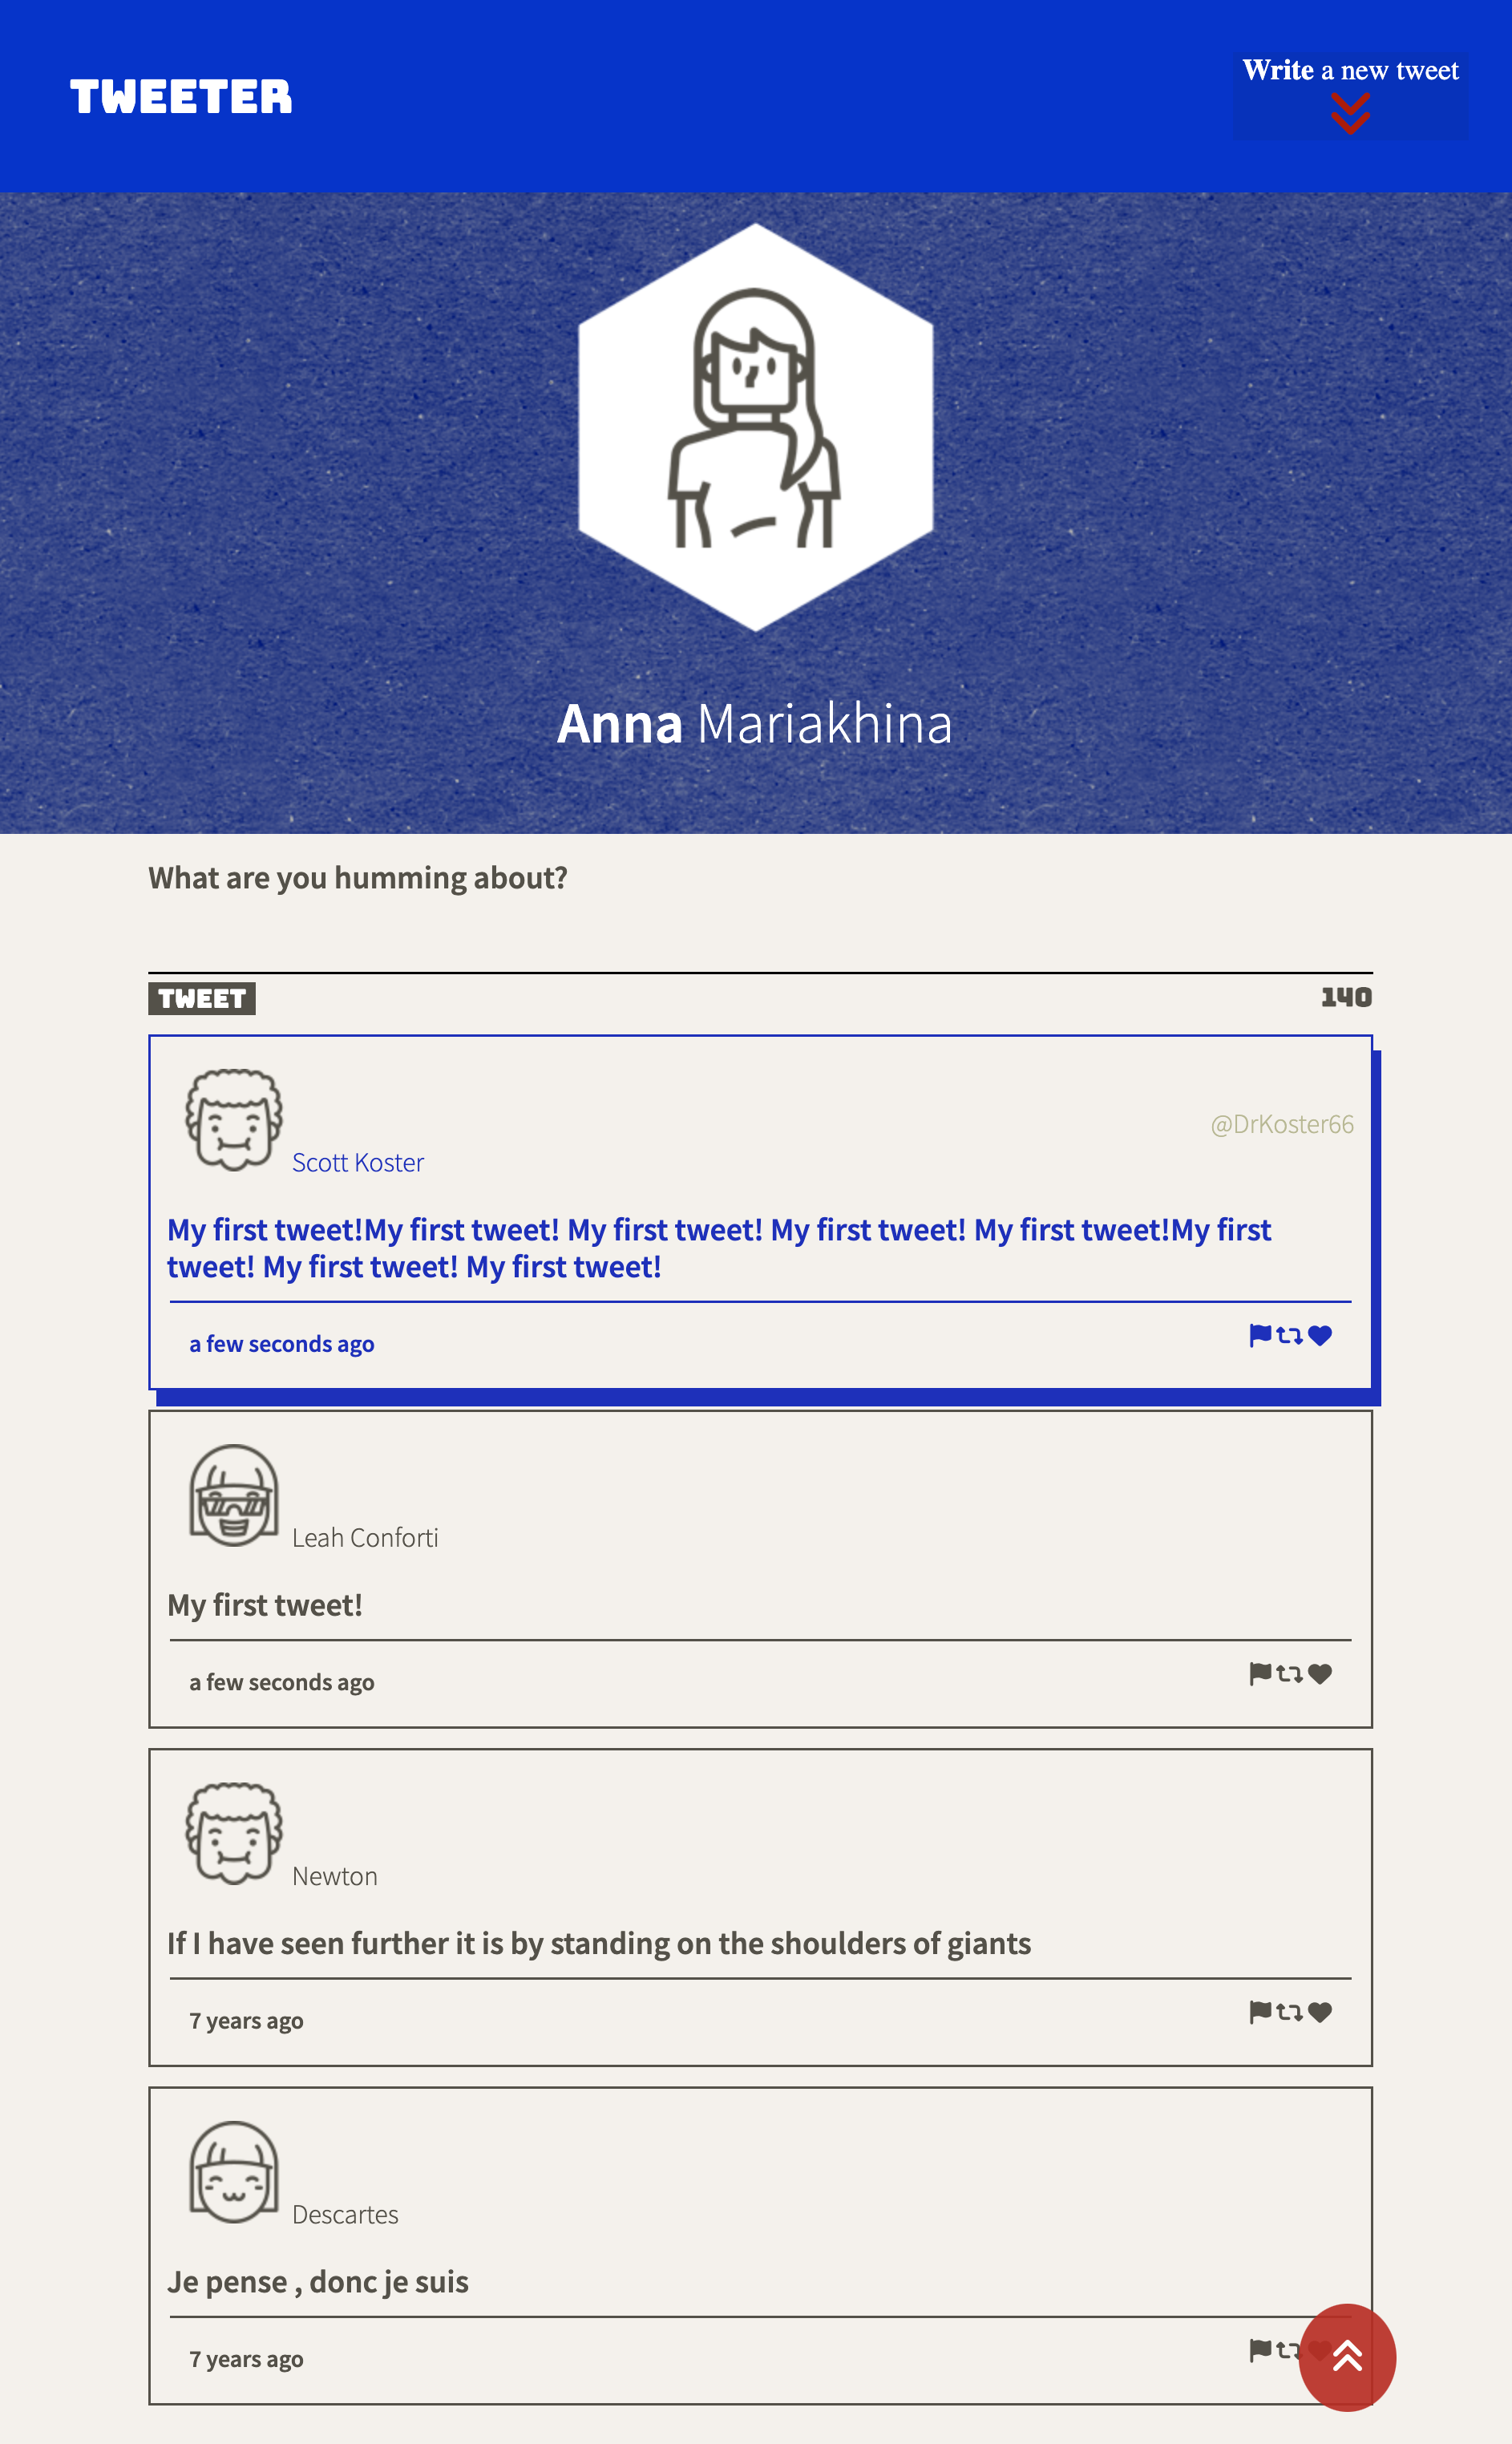 TWEETER
Write a new tweet
Anna Mariakhina
What are you humming about?
TWEET
140
@DrKoster66
Scott Koster
My first tweet!My first tweet! My first tweet! My first tweet! My first tweet!My first
tweet! My first tweet! My first tweet!
a few seconds ago
Leah Conforti
My first tweet!
a few seconds ago
Newton
If I have seen further it is by standing on the shoulders of giants
7 years ago
Descartes
Je pense , donc je suis
7 years ago